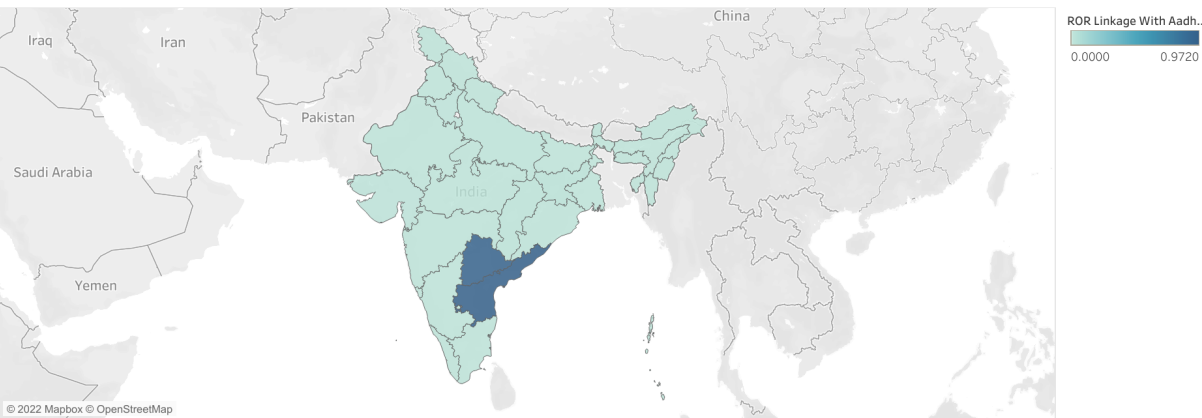 China
Iraq
Iran
Pakistan
Saudi Arabia
India
Yemen
© 2022 Mapbox © OpenStreetMap
ROR Linkage With Aadh..
0.0000 0.9720